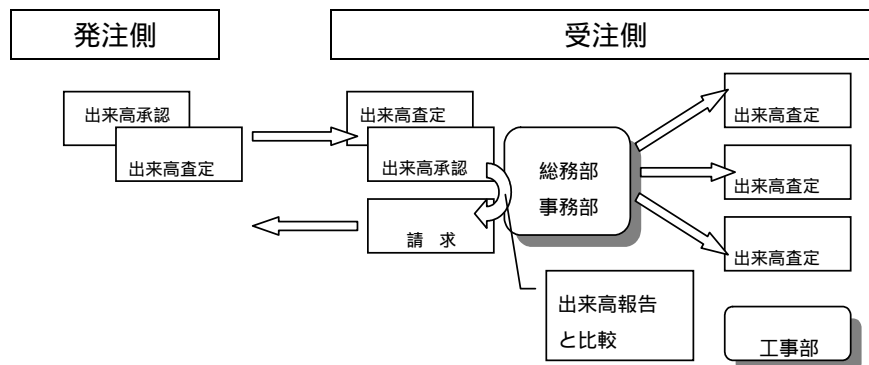 発注側
受注側
出来高承認
出来高査定
出来高査定
出来高承認
請 求
総務部
事務部
出来高査定
出来高査定
出来高査定
出来高報告
と比較
工事部